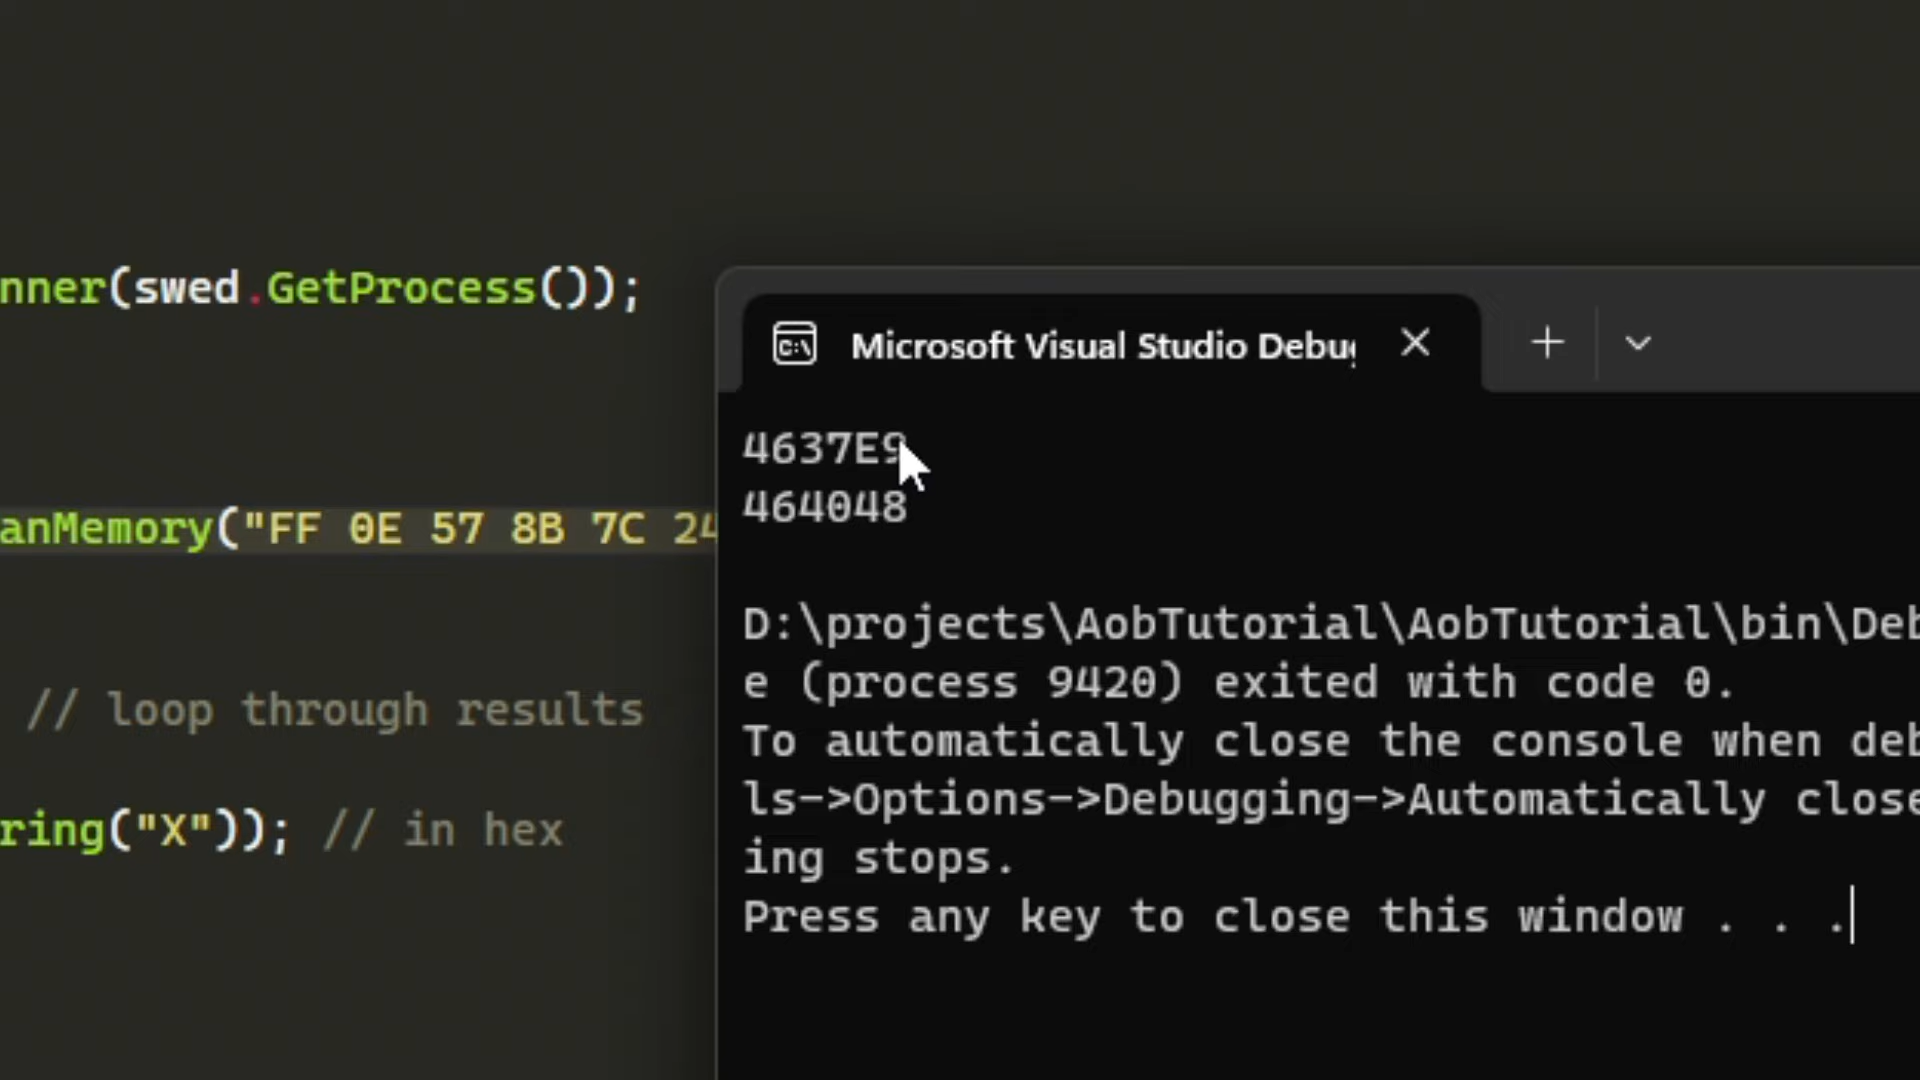 nner(swed.GetProcess());
anMemory("FF 0E 57 8B 7C 24
// loop through results
ring("X")); // in hex
Microsoft Visual Studio Debug
4637E9
464048
D:\projects\AobTutorial\AobTutorial\bin\Deb
e (process 9420) exited with code 0.
To automatically close the console when deb
ls->Options->Debugging->Automatically close
ing stops.
Press any key to close this window . . .